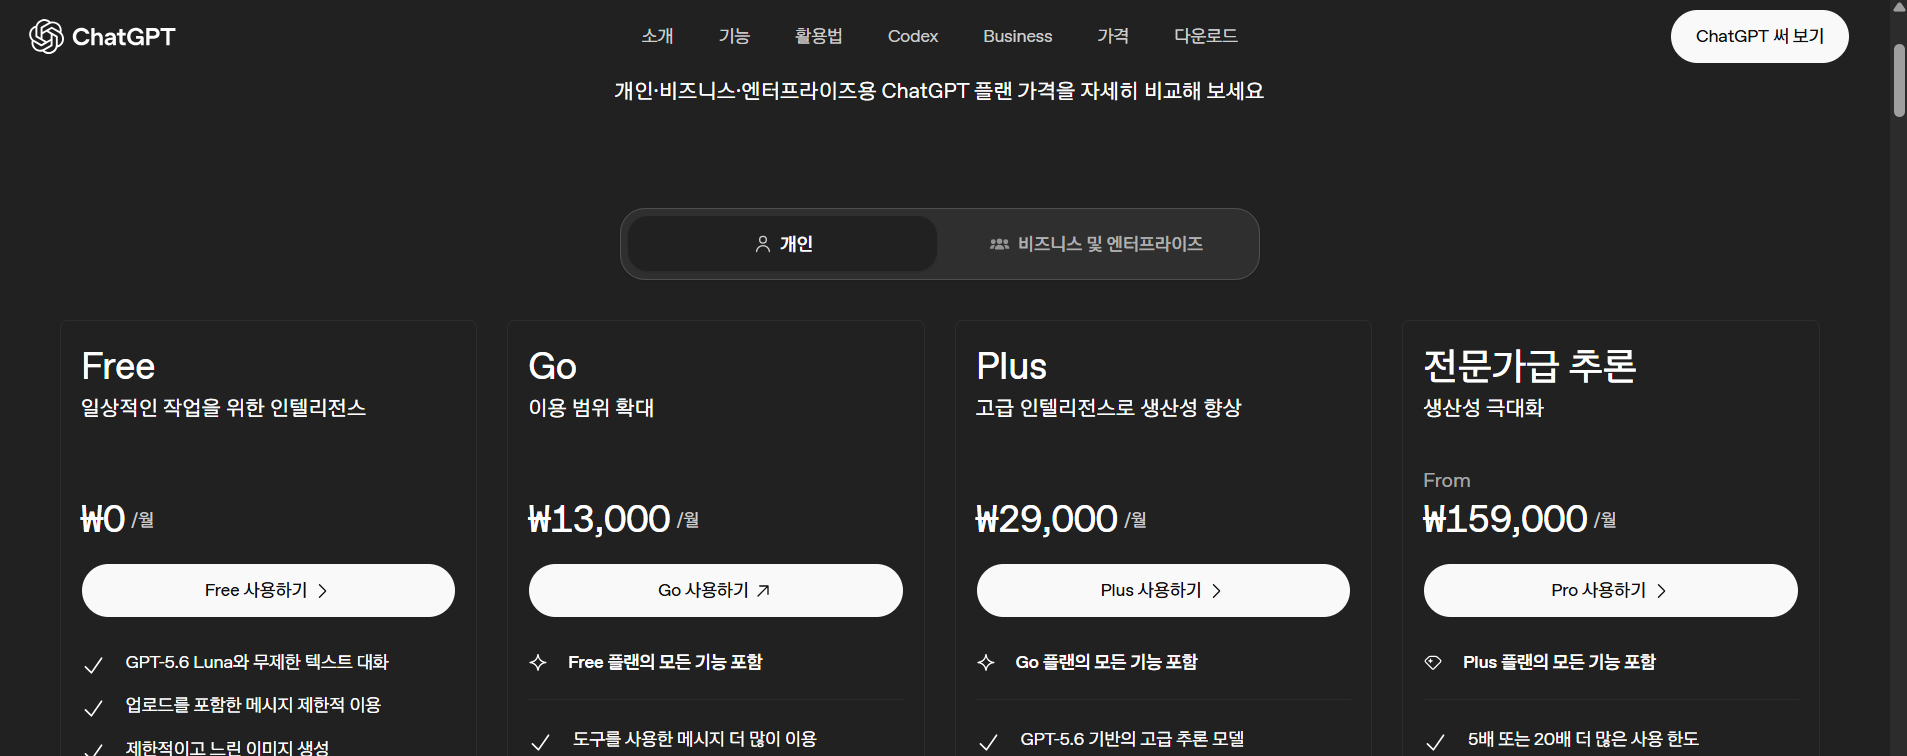 ChatGPT
소개 기능 활용법 Codex Business 가격 다운로드
ChatGPT 써 보기
개인·비즈니스·엔터프라이즈용 ChatGPT 플랜 가격을 자세히 비교해 보세요
개인
비즈니스 및 엔터프라이즈
Free
일상적인 작업을 위한 인텔리전스
₩0 /월
Free 사용하기
GPT-5.6 Luna와 무제한 텍스트 대화
업로드를 포함한 메시지 제한적 이용
제한적이고 느린 이미지 생성
Go
이용 범위 확대
₩13,000 /월
Go 사용하기
Free 플랜의 모든 기능 포함
도구를 사용한 메시지 더 많이 이용
Plus
고급 인텔리전스로 생산성 향상
₩29,000 /월
Plus 사용하기
Go 플랜의 모든 기능 포함
GPT-5.6 기반의 고급 추론 모델
전문가급 추론
생산성 극대화
From
₩159,000 /월
Pro 사용하기
Plus 플랜의 모든 기능 포함
5배 또는 20배 더 많은 사용 한도